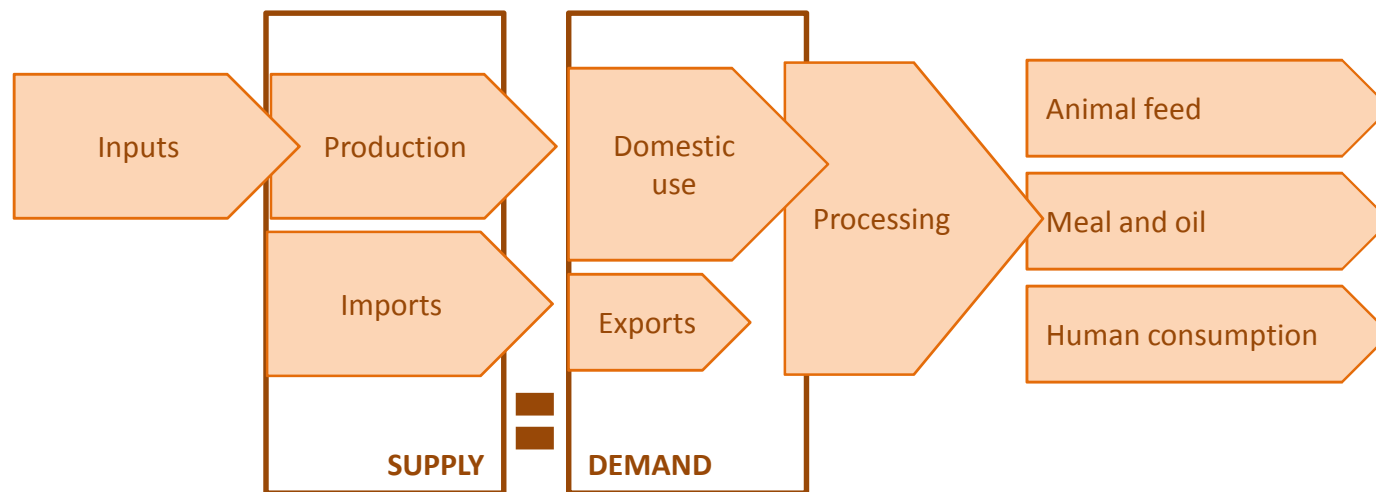 Inputs
Production
Imports
SUPPLY
Domestic
use
Exports
DEMAND
Processing
Animal feed
Meal and oil
Human consumption